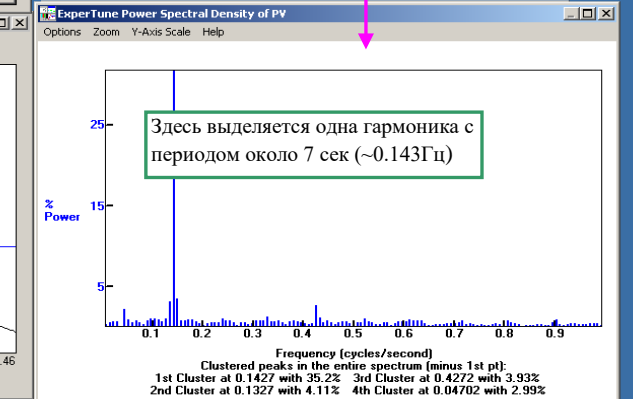 ExperTune Power Spectral Density of PV
Options Zoom Y-Axis Scale Help
25
Здесь выделяется одна гармоника с
периодом около 7 сек (~0.143Гц)
%
Power
15
5
0.1 0.2 0.3 0.4 0.5 0.6 0.7 0.8 0.9
.46
Frequency (cycles/second)
Clustered peaks in the entire spectrum (minus 1st pt):
1st Cluster at 0.1427 with 35.2% 3rd Cluster at 0.4272 with 3.93%
2nd Cluster at 0.1327 with 4.11% 4th Cluster at 0.04702 with 2.99%